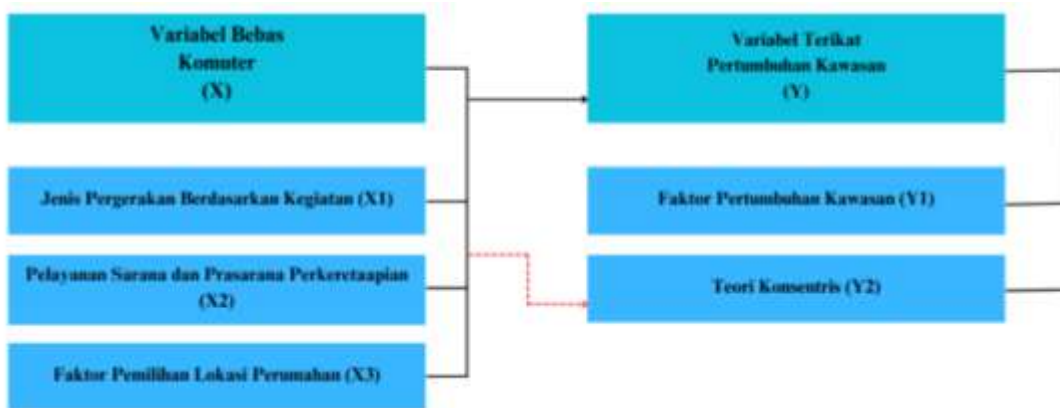 Variabel Bebas
Komuter
(X)
Jenis Pergerakan Berdasarkan Kegiatan (X1)
Pelayanan Sarana dan Prasarana Perkeretaapian
(X2)
Faktor Pemilihan Lokasi Perumahan (X3)
Variabel Terikat
Pertumbuhan Kawasan
(Y)
Faktor Pertumbuhan Kawasan (Y1)
Teori Konsentris (Y2)